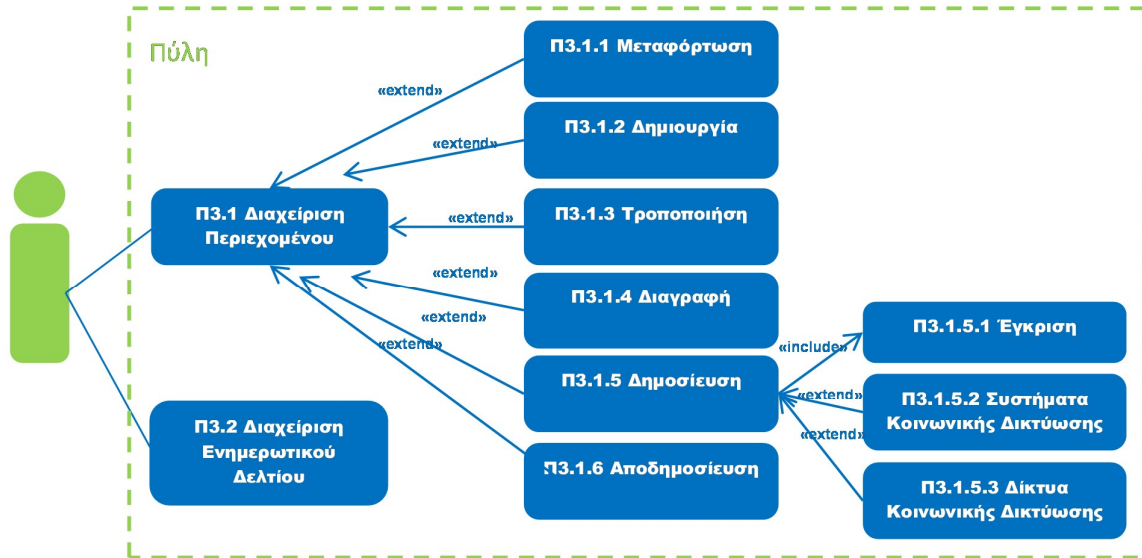 Πύλη
Π3.1.1 Μεταφόρτωση
«extend»
Π3.1.2 Δημιουργία
«extend»
Π3.1 Διαχείριση
Περιεχομένου
Π3.1.3 Τροποποιήση
«extend»
Π3.1.4 Διαγραφή
«extend»
Π3.1.5 Δημοσίευση
«extend»
Π3.1.6 Αποδημοσίευση
«extend»
Π3.1.5.1 Έγκριση
«include»
Π3.1.5.2 Συστήματα
Κοινωνικής Δικτύωσης
«extend»
Π3.1.5.3 Δίκτυα
Κοινωνικής Δικτύωσης
«extend»
Π3.2 Διαχείριση
Ενημερωτικού
Δελτίου